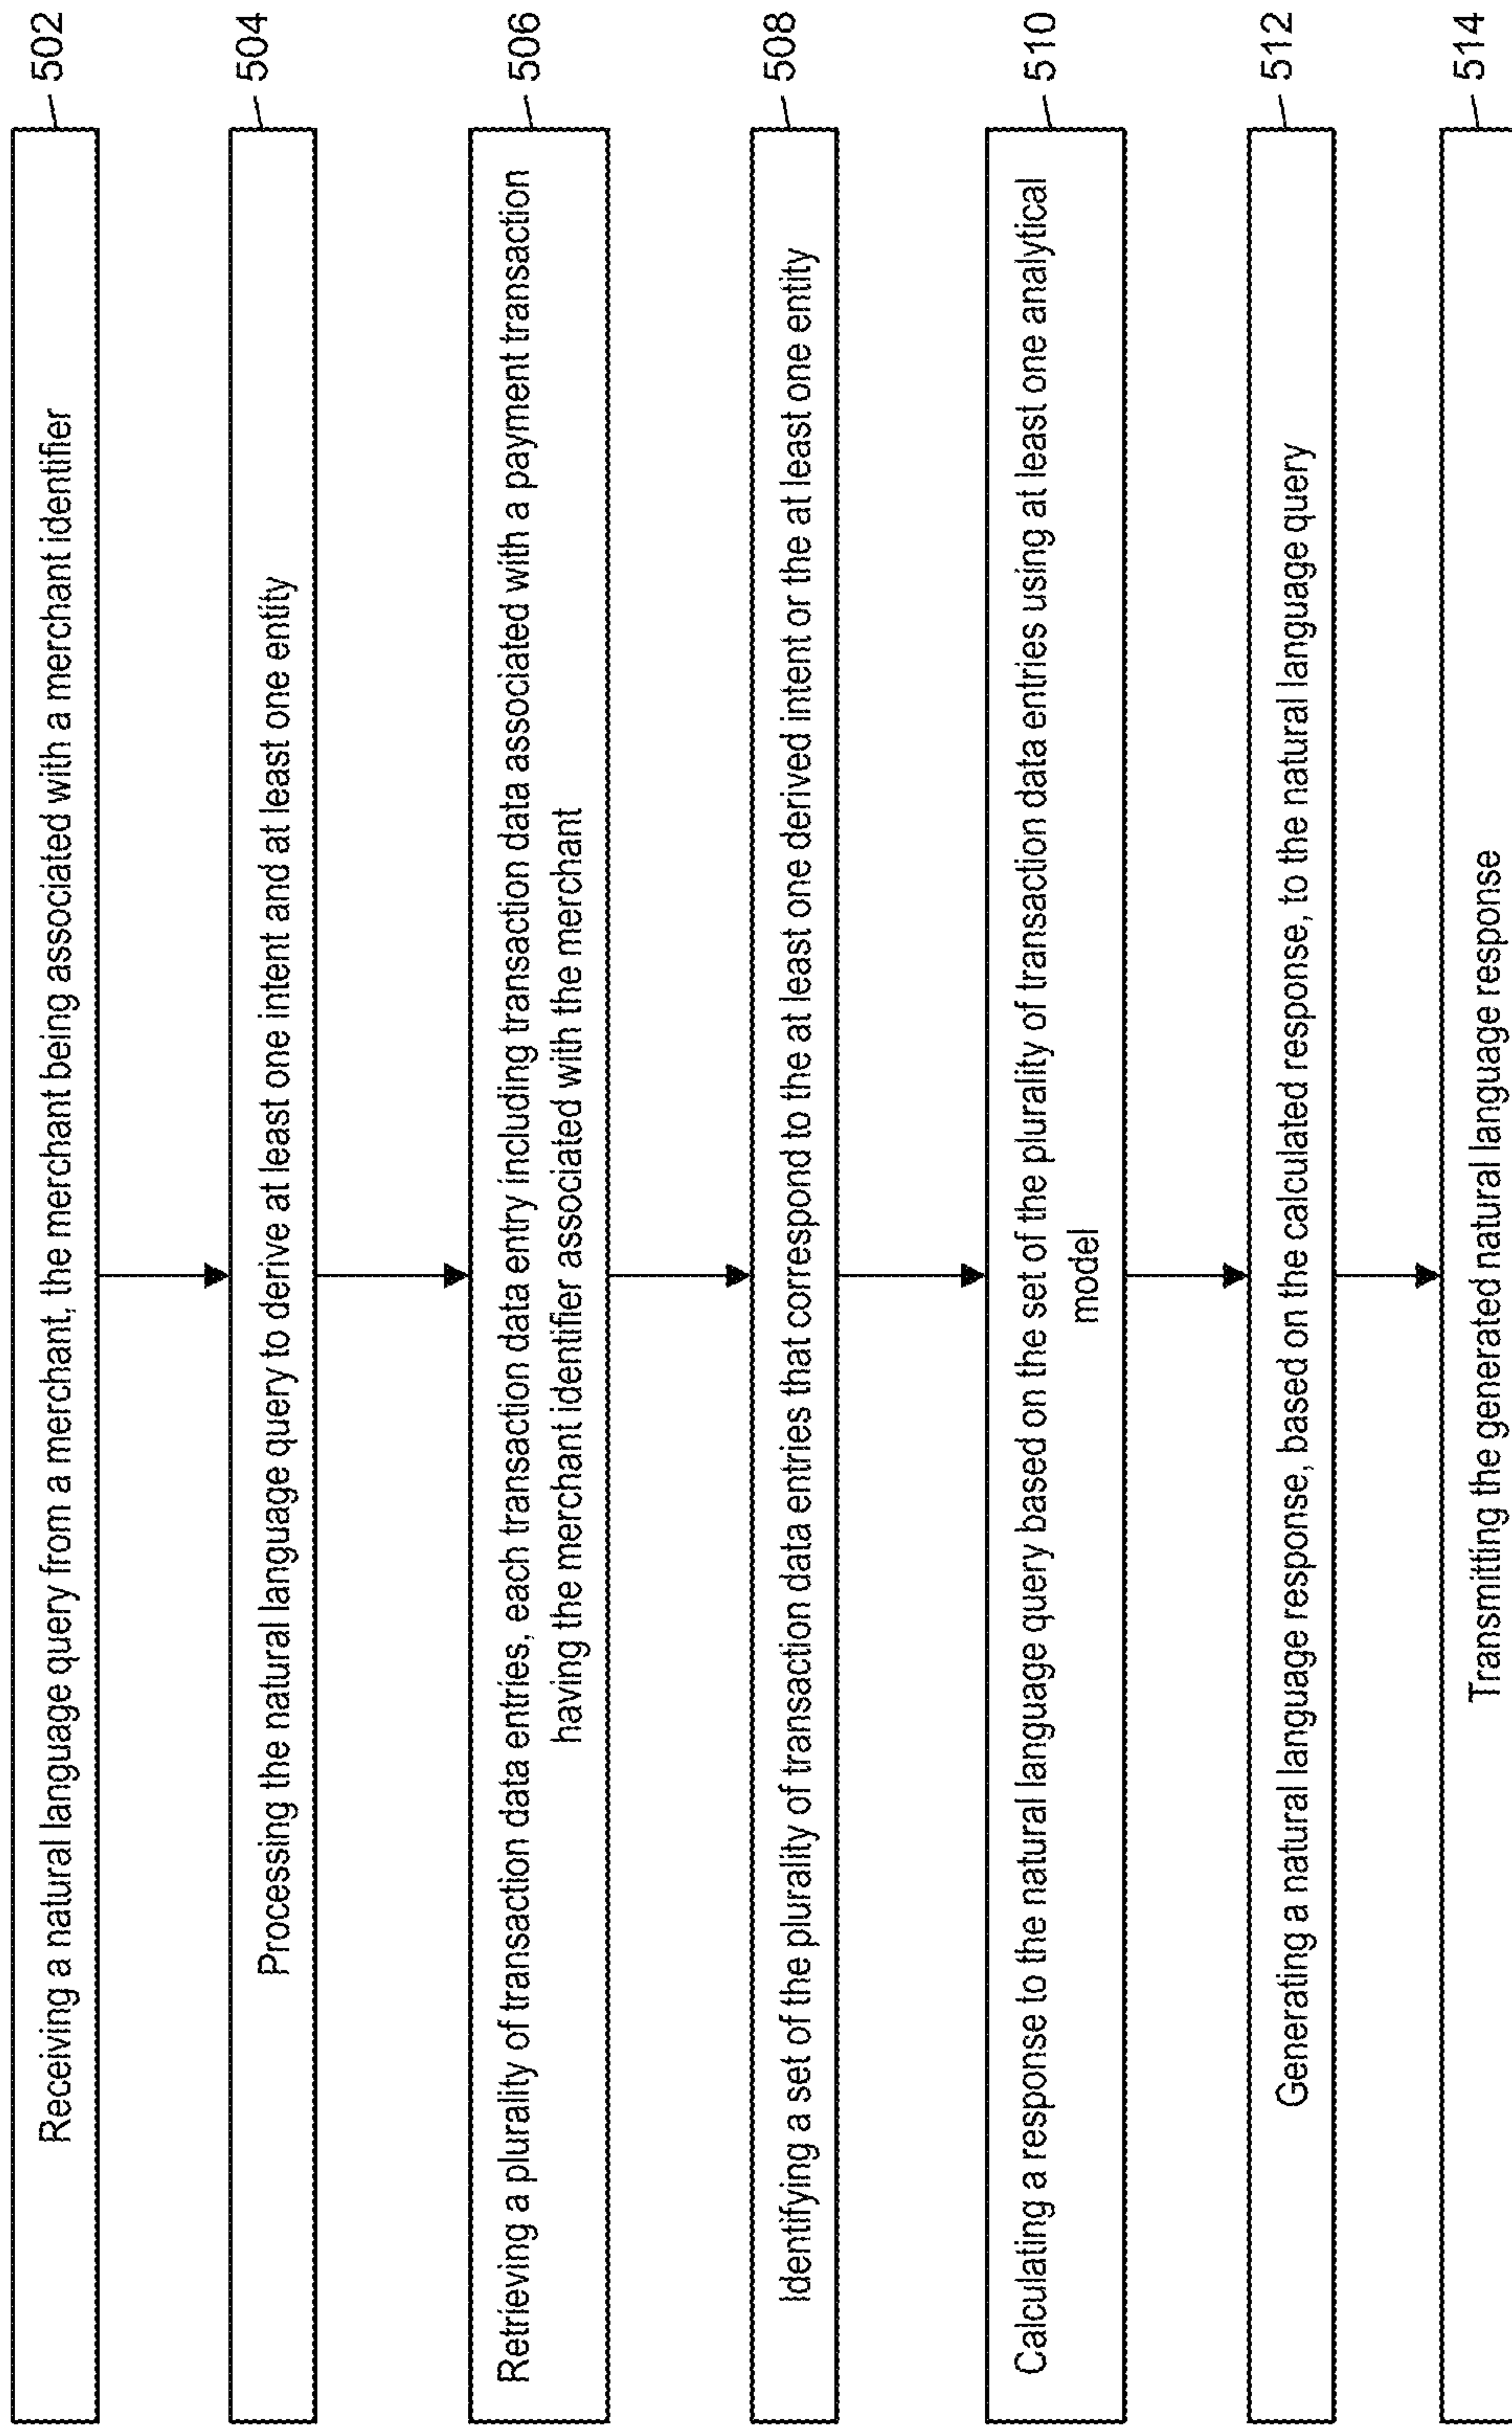 Receiving a natural language query from a merchant, the merchant being associated with a merchant identifier
502
Processing the natural language query to derive at least one intent and at least one entity
504
Retrieving a plurality of transaction data entries, each transaction data entry including transaction data associated with a payment transaction
having the merchant identifier associated with the merchant
506
Identifying a set of the plurality of transaction data entries that correspond to the at least one derived intent or the at least one entity
508
Calculating a response to the natural language query based on the set of the plurality of transaction data entries using at least one analytical
model
510
Generating a natural language response, based on the calculated response, to the natural language query
512
Transmitting the generated natural language response
514